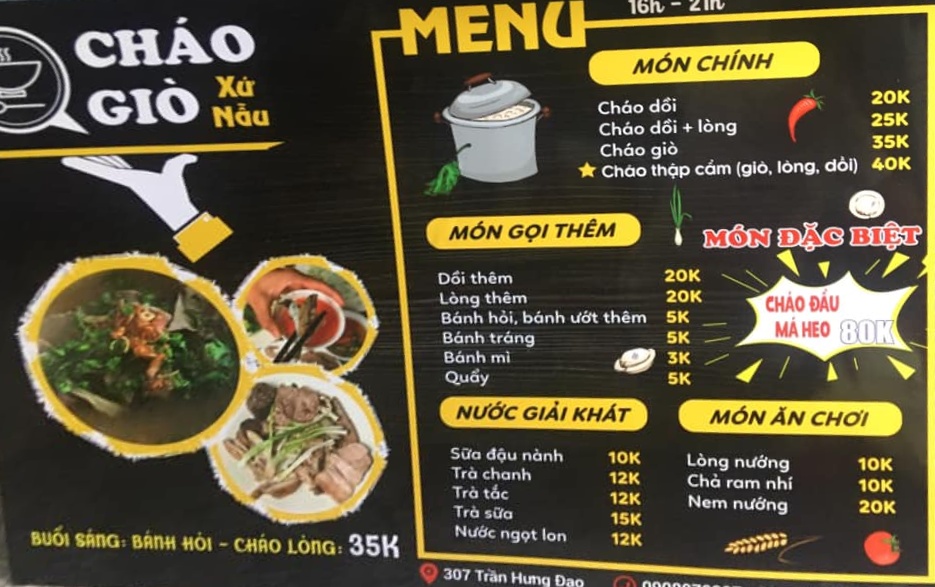 CHÁO
GIÒ Xứ Nẫu
BUỔI SÁNG: BÁNH HỎI - CHÁO LÒNG: 35K
MENU
16h - 21h
MÓN CHÍNH
Cháo dồi 20K
Cháo dồi + lòng 25K
Cháo giò 35K
Cháo thập cẩm (giò, lòng, dồi) 40K
MÓN GỌI THÊM
Dồi thêm 20K
Lòng thêm 20K
Bánh hỏi, bánh ướt thêm 5K
Bánh tráng 5K
Bánh mì 3K
Quẩy 5K
MÓN ĐẶC BIỆT
CHÁO ĐẦU
MÁ HEO 80K
NƯỚC GIẢI KHÁT
Sữa đậu nành 10K
Trà chanh 12K
Trà tắc 12K
Trà sữa 15K
Nước ngọt lon 12K
MÓN ĂN CHƠI
Lòng nướng 10K
Chả ram nhí 10K
Nem nướng 20K
307 Trần Hưng Đạo